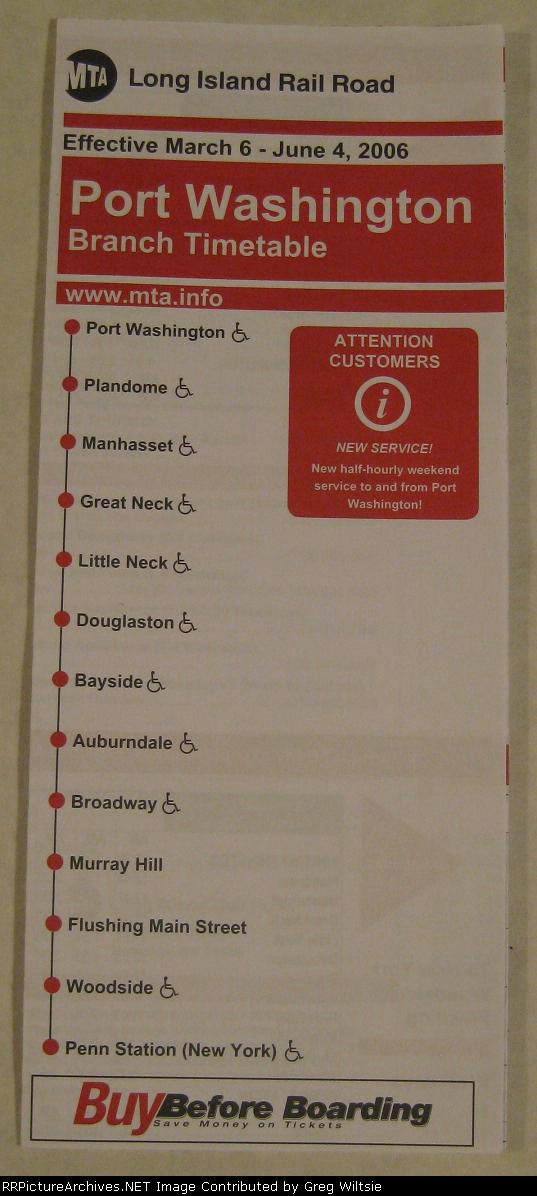 MTA Long Island Rail Road
Effective March 6 - June 4, 2006
Port Washington
Branch Timetable
www.mta.info
Port Washington
Plandome
Manhasset
Great Neck
Little Neck
Douglaston
Bayside
Auburndale
Broadway
Murray Hill
Flushing Main Street
Woodside
Penn Station (New York)
ATTENTION
CUSTOMERS
i
NEW SERVICE!
New half-hourly weekend
service to and from Port
Washington!
Buy Before Boarding
Save Money on Tickets
RRPictureArchives.NET Image Contributed by Greg Wiltsie